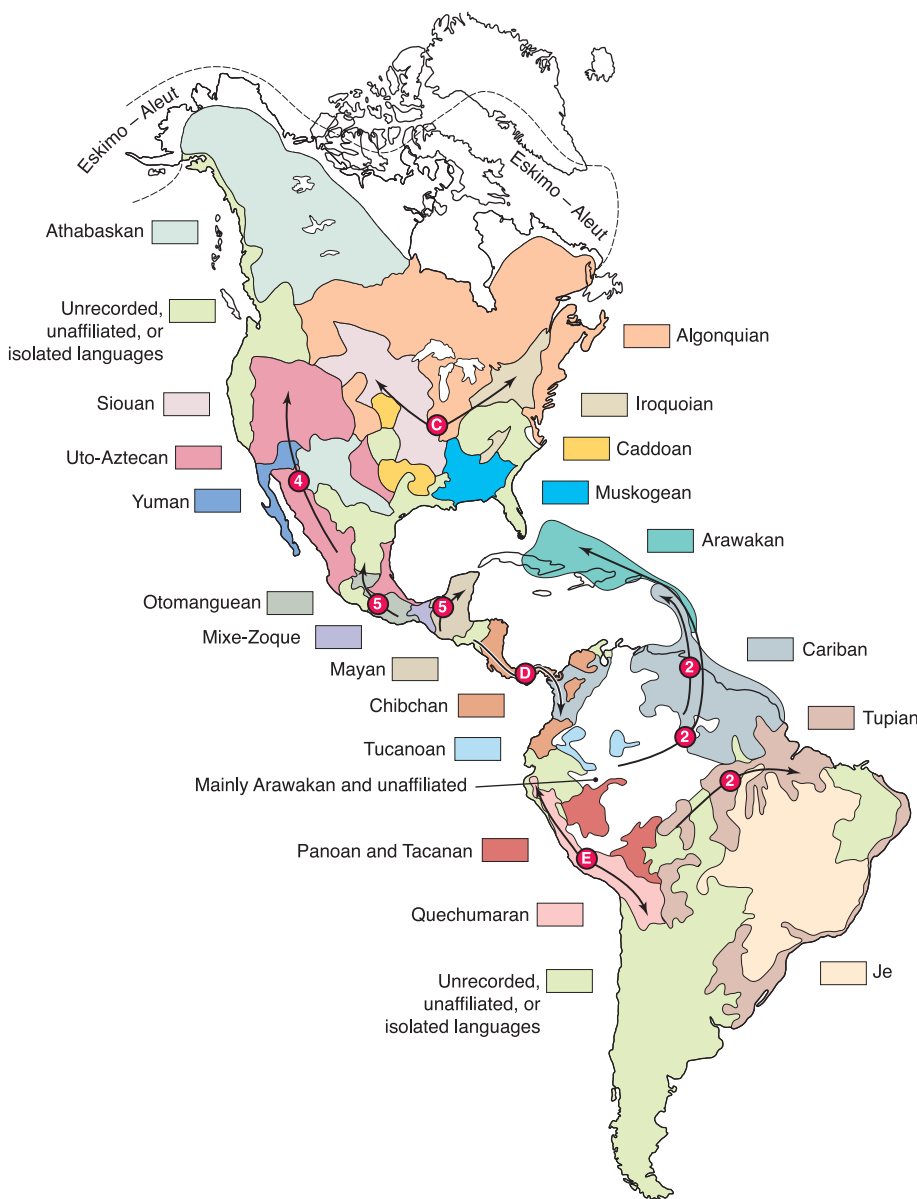 Eskimo – Aleut
Eskimo – Aleut
Athabaskan
Unrecorded,
unaffiliated, or
isolated languages
Algonquian
Siouan
Iroquoian
C
Uto-Aztecan
Caddoan
4
Yuman
Muskogean
Arawakan
Otomanguean
5
5
Mixe-Zoque
Mayan
Cariban
2
D
Chibchan
Tupian
Tucanoan
2
Mainly Arawakan and unaffiliated
2
Panoan and Tacanan
E
Quechumaran
Unrecorded,
unaffiliated, or
isolated languages
Je